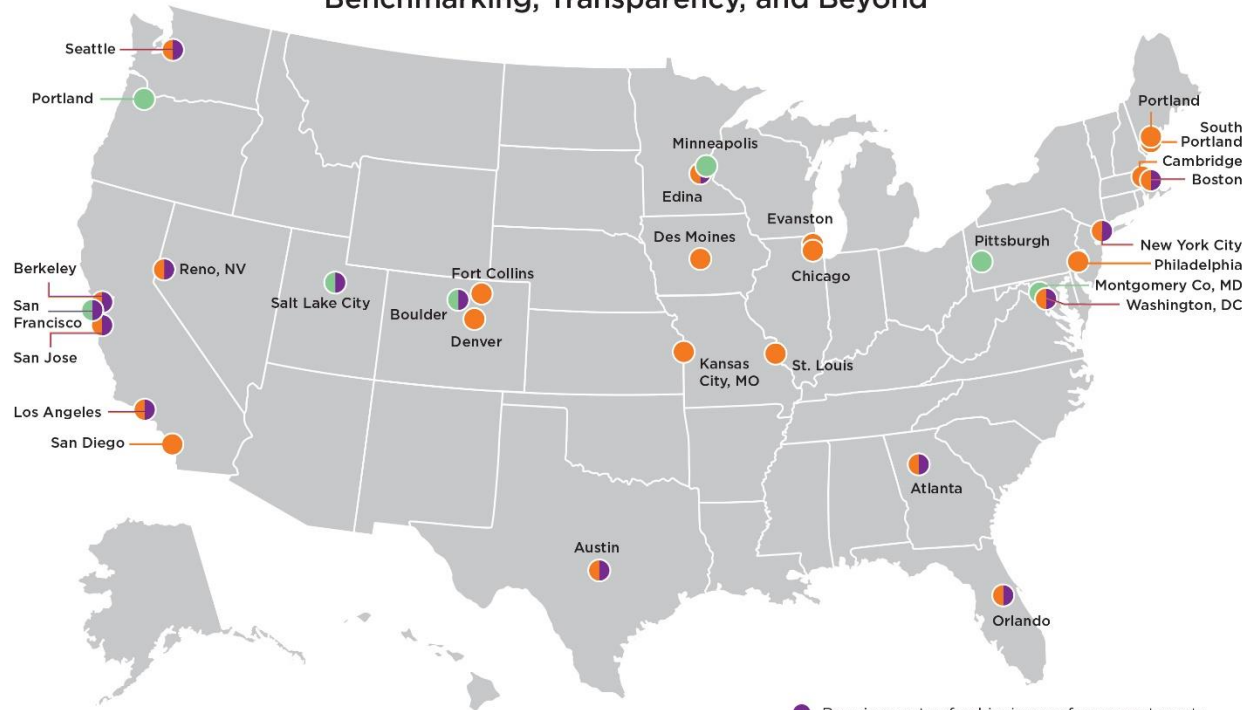 Benchmarking, Transparency, and Beyond
Seattle
Portland
Minneapolis
Edina
Portland
South
Portland
Cambridge
Boston
Evanston
Des Moines
Chicago
Pittsburgh
New York City
Philadelphia
Montgomery Co, MD
Washington, DC
Berkeley
San
Francisco
San Jose
Reno, NV
Salt Lake City
Fort Collins
Boulder
Denver
Kansas
City, MO
St. Louis
Los Angeles
San Diego
Atlanta
Austin
Orlando